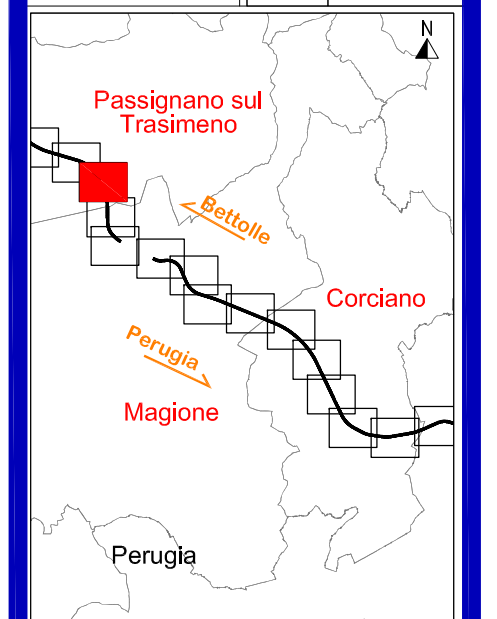 N
Passignano sul
Trasimeno
Bettolle
Corciano
Perugia
Magione
Perugia